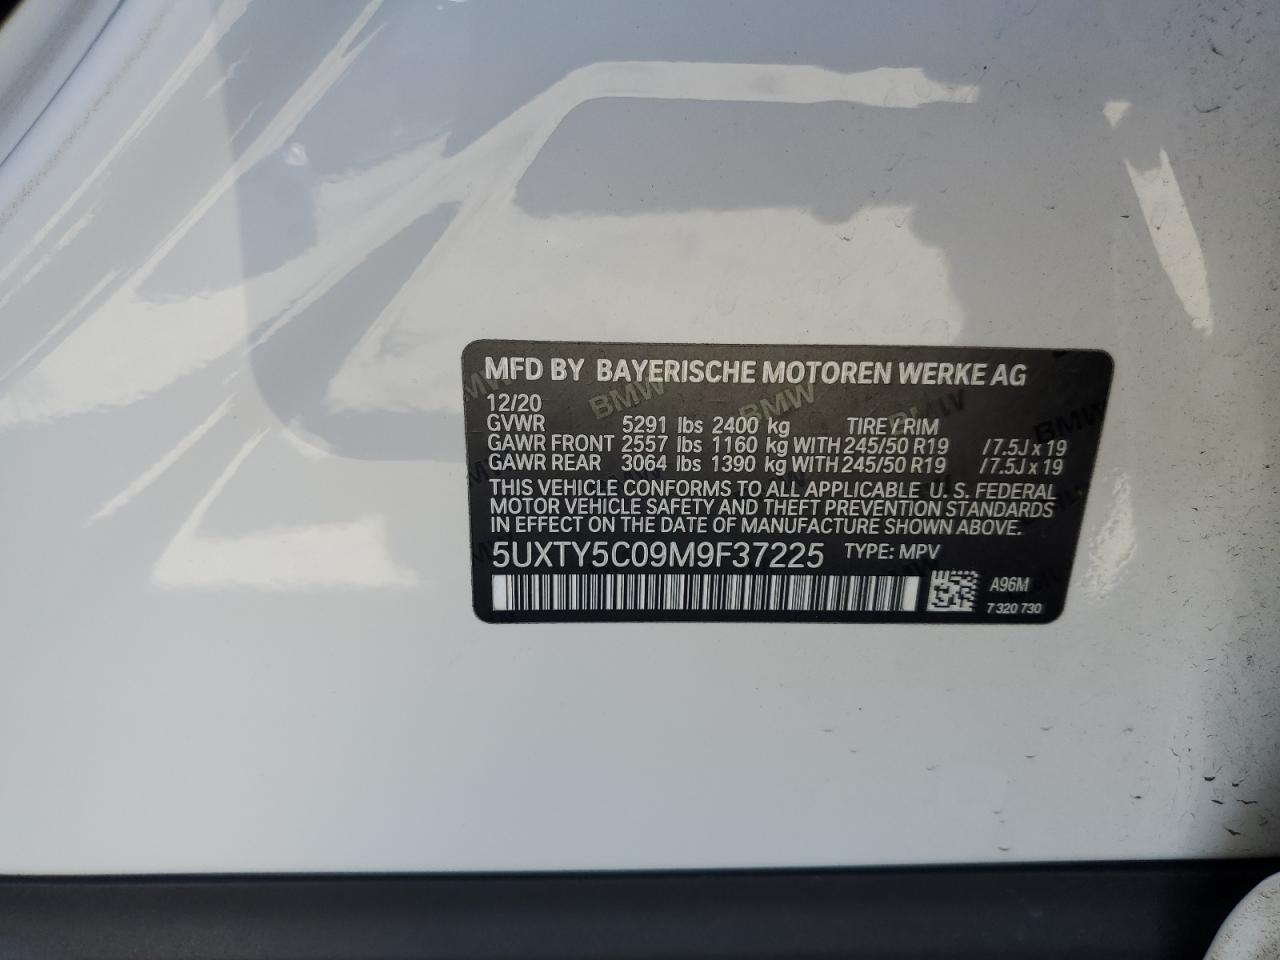 MFD BY BAYERISCHE MOTOREN WERKE AG
12/20
GVWR 5291 lbs 2400 kg TIRE/RIM
GAWR FRONT 2557 lbs 1160 kg WITH 245/50 R19 /7.5J x 19
GAWR REAR 3064 lbs 1390 kg WITH 245/50 R19 /7.5J x 19
THIS VEHICLE CONFORMS TO ALL APPLICABLE U. S. FEDERAL
MOTOR VEHICLE SAFETY AND THEFT PREVENTION STANDARDS
IN EFFECT ON THE DATE OF MANUFACTURE SHOWN ABOVE.
5UXTY5C09M9F37225 TYPE: MPV
A96M
7 320 730